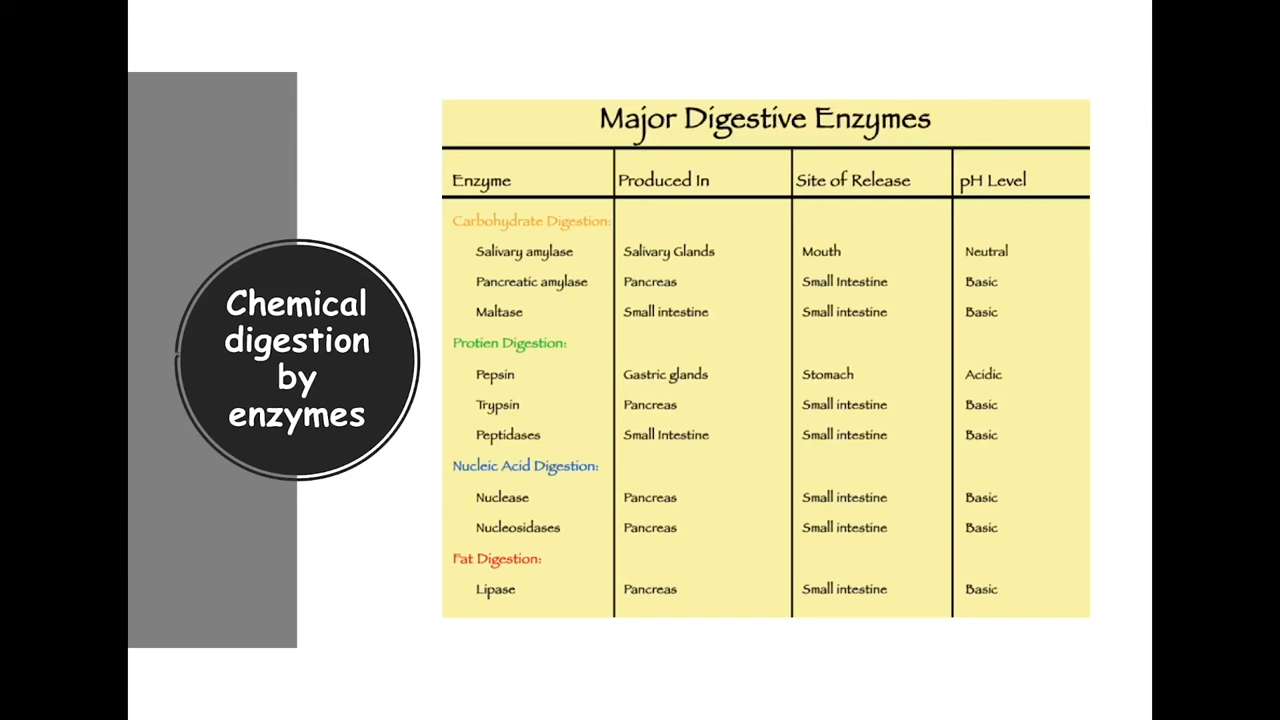 Chemical
digestion
by
enzymes
Major Digestive Enzymes
Enzyme Produced In Site of Release pH Level
Carbohydrate Digestion:
Salivary amylase Salivary Glands Mouth Neutral
Pancreatic amylase Pancreas Small Intestine Basic
Maltase Small intestine Small intestine Basic
Protien Digestion:
Pepsin Gastric glands Stomach Acidic
Trypsin Pancreas Small intestine Basic
Peptidases Small Intestine Small intestine Basic
Nucleic Acid Digestion:
Nuclease Pancreas Small intestine Basic
Nucleosidases Pancreas Small intestine Basic
Fat Digestion:
Lipase Pancreas Small intestine Basic